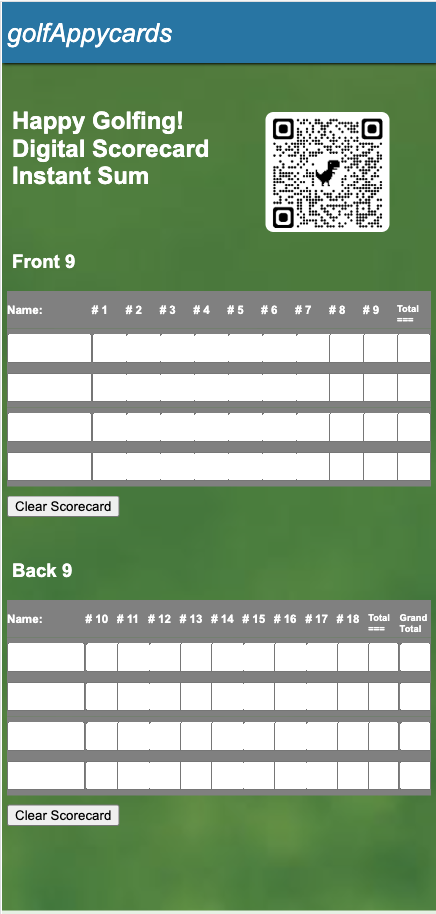 golfAppycards
Happy Golfing!
Digital Scorecard
Instant Sum
Front 9
Name: # 1 # 2 # 3 # 4 # 5 # 6 # 7 # 8 # 9 Total
===
Clear Scorecard
Back 9
Name: # 10 # 11 # 12 # 13 # 14 # 15 # 16 # 17 # 18 Total Grand
=== Total
Clear Scorecard